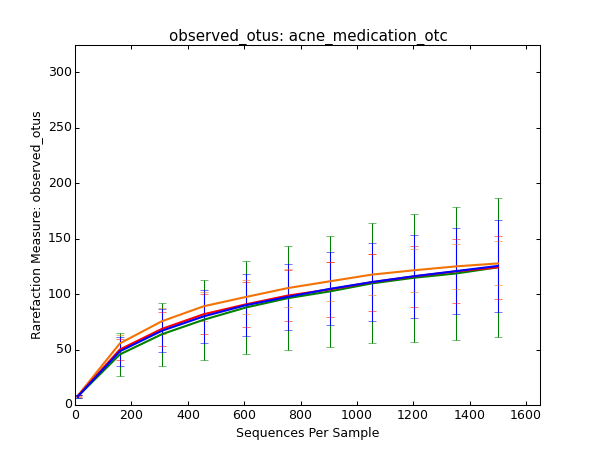 observed_otus: acne_medication_otc
Rarefaction Measure: observed_otus
300
250
200
150
100
50
0
0 200 400 600 800 1000 1200 1400 1600
Sequences Per Sample